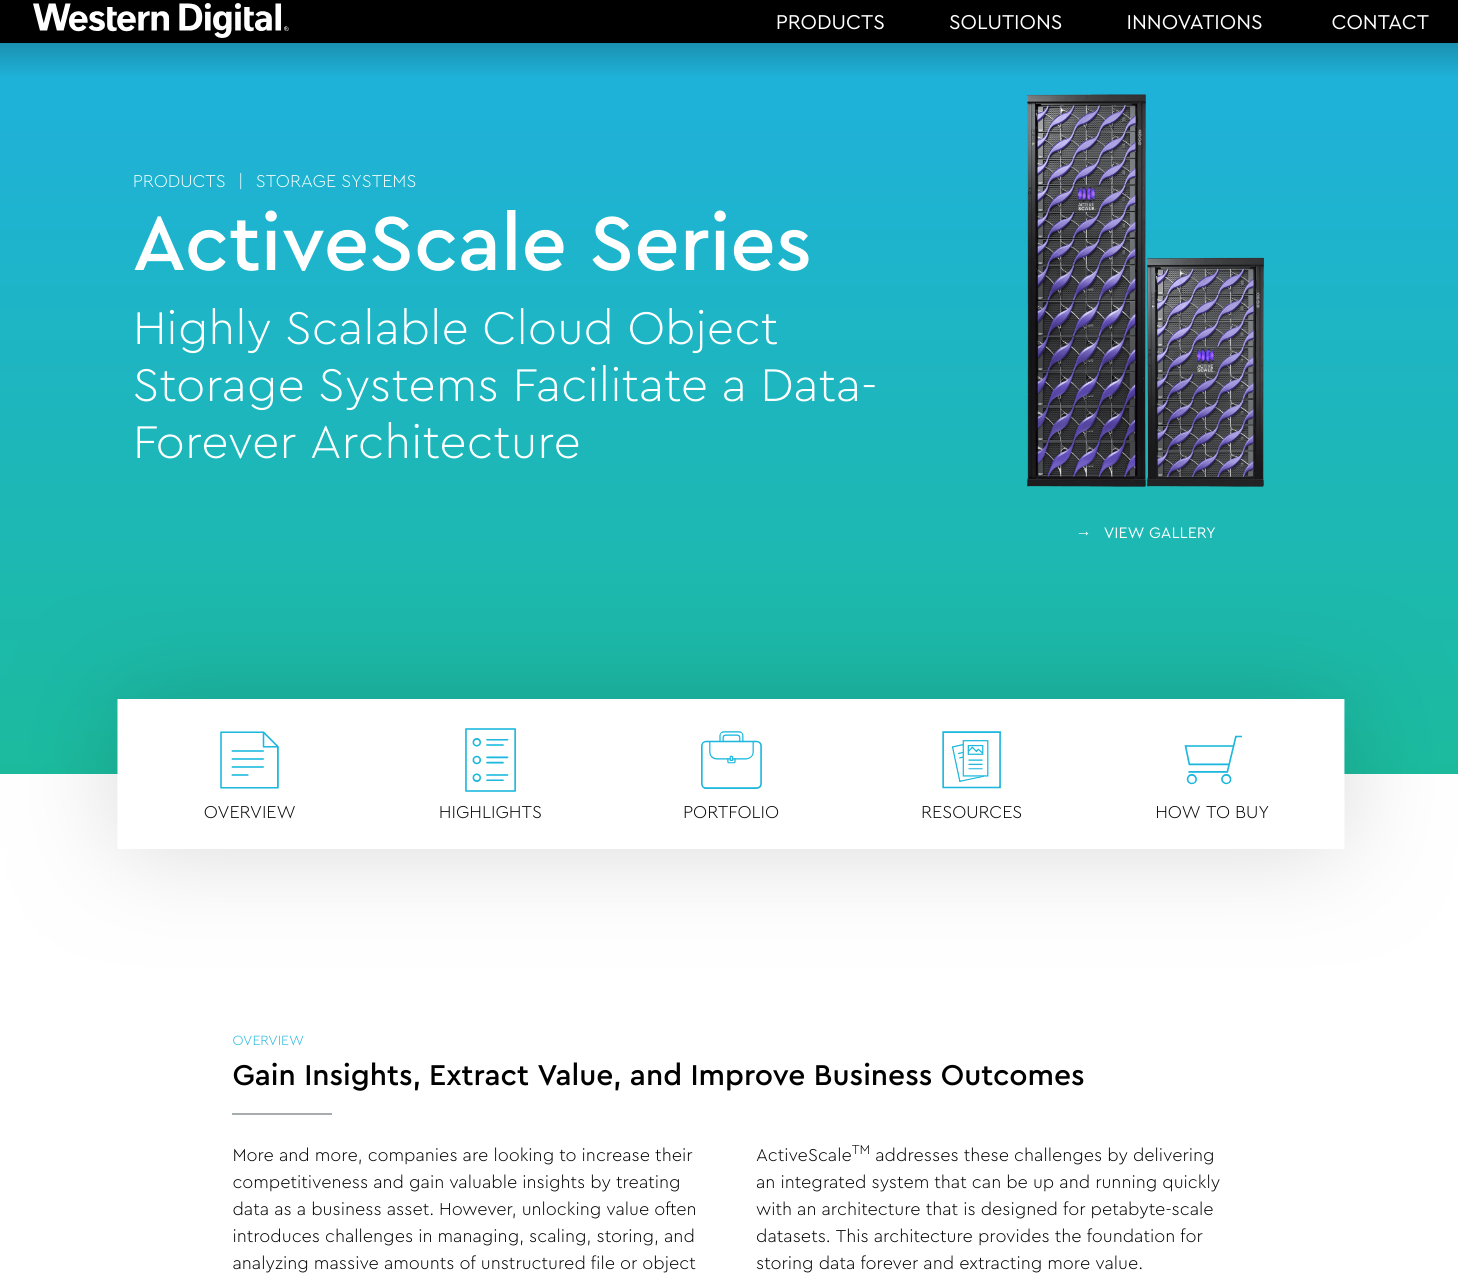 Western Digital.
PRODUCTS
SOLUTIONS
INNOVATIONS
CONTACT
PRODUCTS | STORAGE SYSTEMS
ActiveScale Series
Highly Scalable Cloud Object
Storage Systems Facilitate a Data-
Forever Architecture
→ VIEW GALLERY
OVERVIEW
HIGHLIGHTS
PORTFOLIO
RESOURCES
HOW TO BUY
OVERVIEW
Gain Insights, Extract Value, and Improve Business Outcomes
More and more, companies are looking to increase their
competitiveness and gain valuable insights by treating
data as a business asset. However, unlocking value often
introduces challenges in managing, scaling, storing, and
analyzing massive amounts of unstructured file or object
ActiveScale™ addresses these challenges by delivering
an integrated system that can be up and running quickly
with an architecture that is designed for petabyte-scale
datasets. This architecture provides the foundation for
storing data forever and extracting more value.